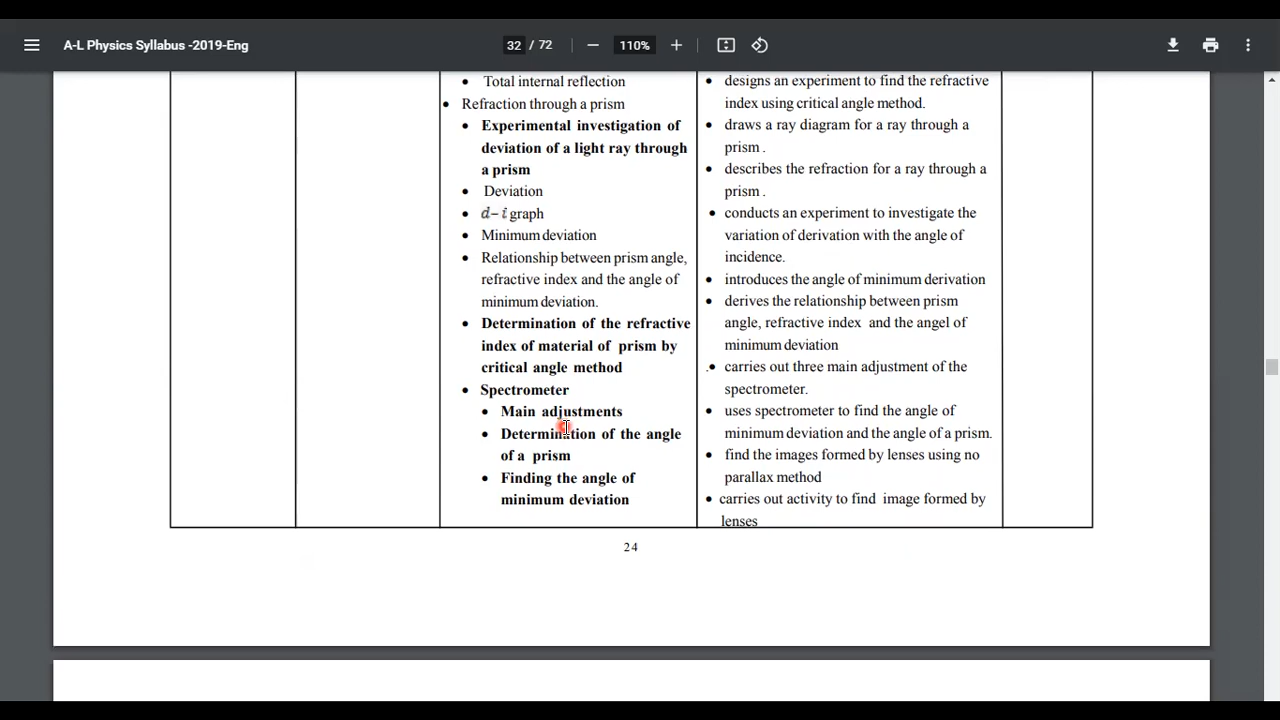 A-L Physics Syllabus -2019-Eng
32 / 72
110%
• Total internal reflection
• Refraction through a prism
• Experimental investigation of
deviation of a light ray through
a prism
• Deviation
• d– i graph
• Minimum deviation
• Relationship between prism angle,
refractive index and the angle of
minimum deviation.
• Determination of the refractive
index of material of prism by
critical angle method
• Spectrometer
• Main adjustments
• Determination of the angle
of a prism
• Finding the angle of
minimum deviation
• designs an experiment to find the refractive
index using critical angle method.
• draws a ray diagram for a ray through a
prism .
• describes the refraction for a ray through a
prism .
• conducts an experiment to investigate the
variation of derivation with the angle of
incidence.
• introduces the angle of minimum derivation
• derives the relationship between prism
angle, refractive index and the angel of
minimum deviation
.• carries out three main adjustment of the
spectrometer.
• uses spectrometer to find the angle of
minimum deviation and the angle of a prism.
• find the images formed by lenses using no
parallax method
• carries out activity to find image formed by
lenses
24